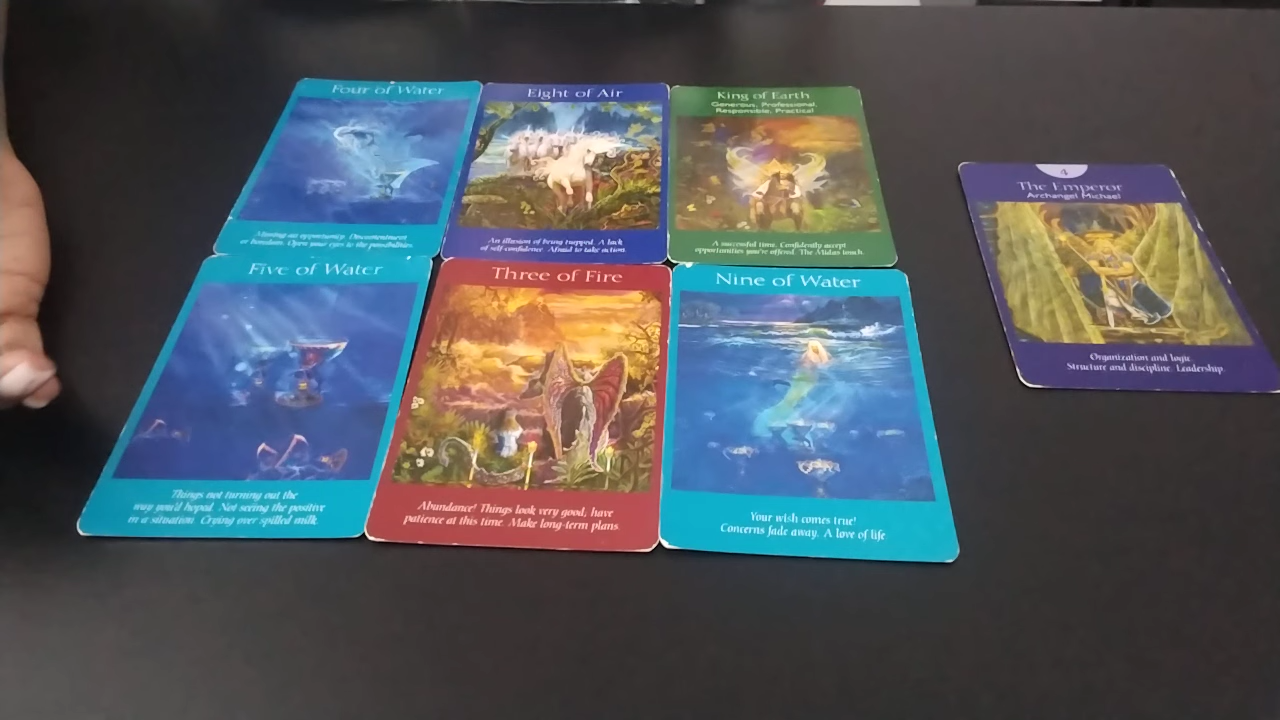 Four of Water
Missing an opportunity. Discontentment
or boredom. Open your eyes to the possibilities.
Eight of Air
An illusion of being trapped. A lack
of self-confidence. Afraid to take action.
King of Earth
Generous, Professional,
Responsible, Practical
A successful time. Confidently accept
opportunities you're offered. The Midas touch.
4
The Emperor
Archangel Michael
Organization and logic.
Structure and discipline. Leadership.
Five of Water
Things not turning out the
way you'd hoped. Not seeing the positive
in a situation. Crying over spilled milk.
Three of Fire
Abundance! Things look very good, have
patience at this time. Make long-term plans.
Nine of Water
Your wish comes true!
Concerns fade away. A love of life